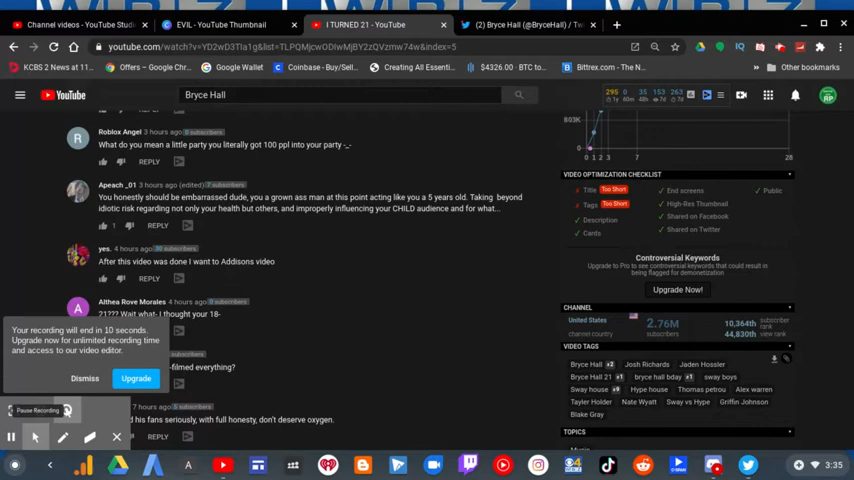 Channel videos - YouTube Studi
EVIL - YouTube Thumbnail
I TURNED 21 - YouTube
(2) Bryce Hall (@BryceHall) / Tw
youtube.com/watch?v=YD2wD3TIa1g&list=TLPQMjcwODIwMjBY2zQVzmw74w&index=5
KCBS 2 News at 11...
Offers – Chro...
Google Wallet
Coinbase - Buy/Sell...
Creating All Essenti...
$4326.00 - BTC to...
Bittrex.com - The N...
Other bookmarks
YouTube
Bryce Hall
295 0 35 153 263
1y 60m 48h 7d 28d
RP
Roblox Angel 3 hours ago 0 subscribers
What do you mean a little party you literally got 100 ppl into your party -_-
REPLY
Apeach _01 3 hours ago (edited) 7 subscribers
You honestly should be embarrassed dude, you a grown ass man at this point acting like you a 5 years old. Taking beyond
idiotic risk regarding not only your health but others, and improperly influencing your CHILD audience and for what...
1 REPLY
yes. 4 hours ago 30 subscribers
After this video was done I want to Addisons video
REPLY
A
Althea Rove Morales 4 hours ago 0 subscribers
21??? Wait what- I thought your 18-
subscribers
-filmed everything?
7 hours ago 5 subscribers
d his fans seriously, with full honesty, don't deserve oxygen.
REPLY
Your recording will end in 10 seconds.
Upgrade now for unlimited recording time
and access to our video editor.
Dismiss
Upgrade
Pause Recording
803K
0
0 1 2 3 7 28
VIDEO OPTIMIZATION CHECKLIST
Title Too Short
End screens
Public
Tags Too Short
High-Res Thumbnail
Description
Shared on Facebook
Cards
Shared on Twitter
Controversial Keywords
Upgrade to Pro to see controversial keywords that could result in
being flagged for demonetization
Upgrade Now!
CHANNEL
United States
channel country
2.76M
subscribers
10,364th
subscriber rank
44,830th
view rank
VIDEO TAGS
Bryce Hall #2 Josh Richards Jaden Hossler
Bryce Hall 21 #1 bryce hall bday #1 sway boys
Sway house #9 Hype house Thomas petrou Alex warren
Tayler Holder Nate Wyatt Sway vs Hype Griffin Johnson
Blake Gray
TOPICS
Music
3:35